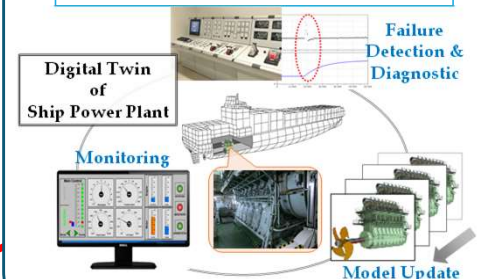 Failure
Detection &
Diagnostic
Digital Twin
of
Ship Power Plant
Monitoring
Model Update